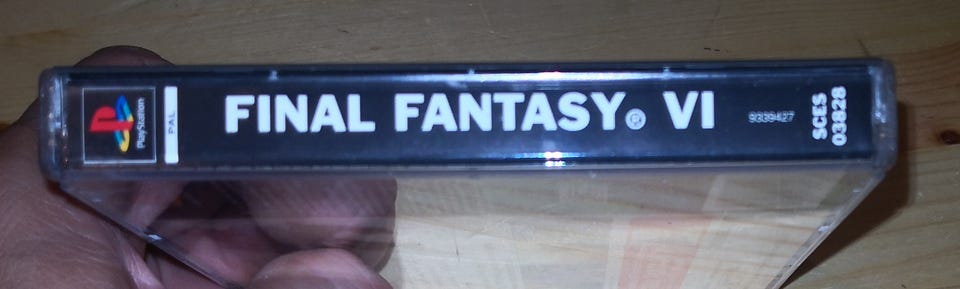 PlayStation
PAL
FINAL FANTASY® VI
9339427
SCES
03828